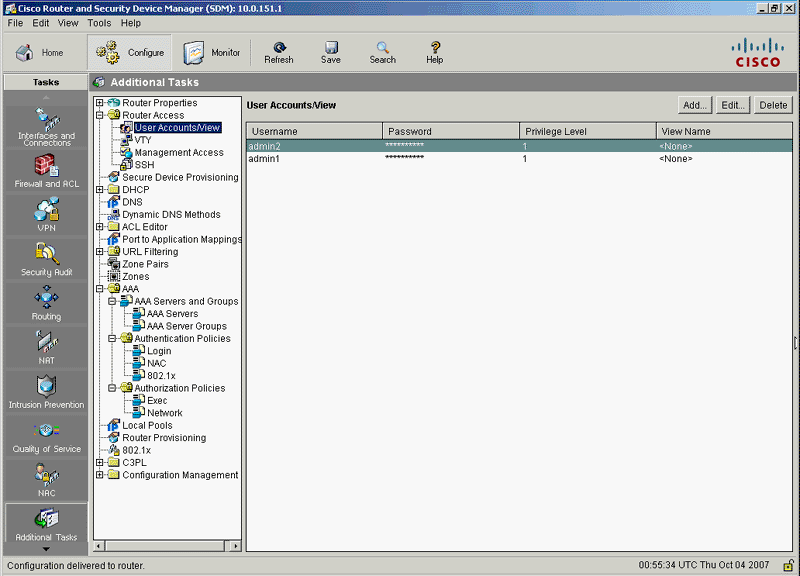 Cisco Router and Security Device Manager (SDM): 10.0.151.1
File Edit View Tools Help
Home Configure Monitor Refresh Save Search Help
CISCO
Tasks
Interfaces and Connections
Firewall and ACL
VPN
Security Audit
Routing
NAT
Intrusion Prevention
Quality of Service
NAC
Additional Tasks
Additional Tasks
Router Properties
Router Access
User Accounts/View
VTY
Management Access
SSH
Secure Device Provisioning
DHCP
DNS
Dynamic DNS Methods
ACL Editor
Port to Application Mappings
URL Filtering
Zone Pairs
Zones
AAA
AAA Servers and Groups
AAA Servers
AAA Server Groups
Authentication Policies
Login
NAC
802.1x
Authorization Policies
Exec
Network
Local Pools
Router Provisioning
802.1x
C3PL
Configuration Management
User Accounts/View
Add... Edit... Delete
Username Password Privilege Level View Name
admin2 ********** 1 <None>
admin1 ********** 1 <None>
Configuration delivered to router.
00:55:34 UTC Thu Oct 04 2007